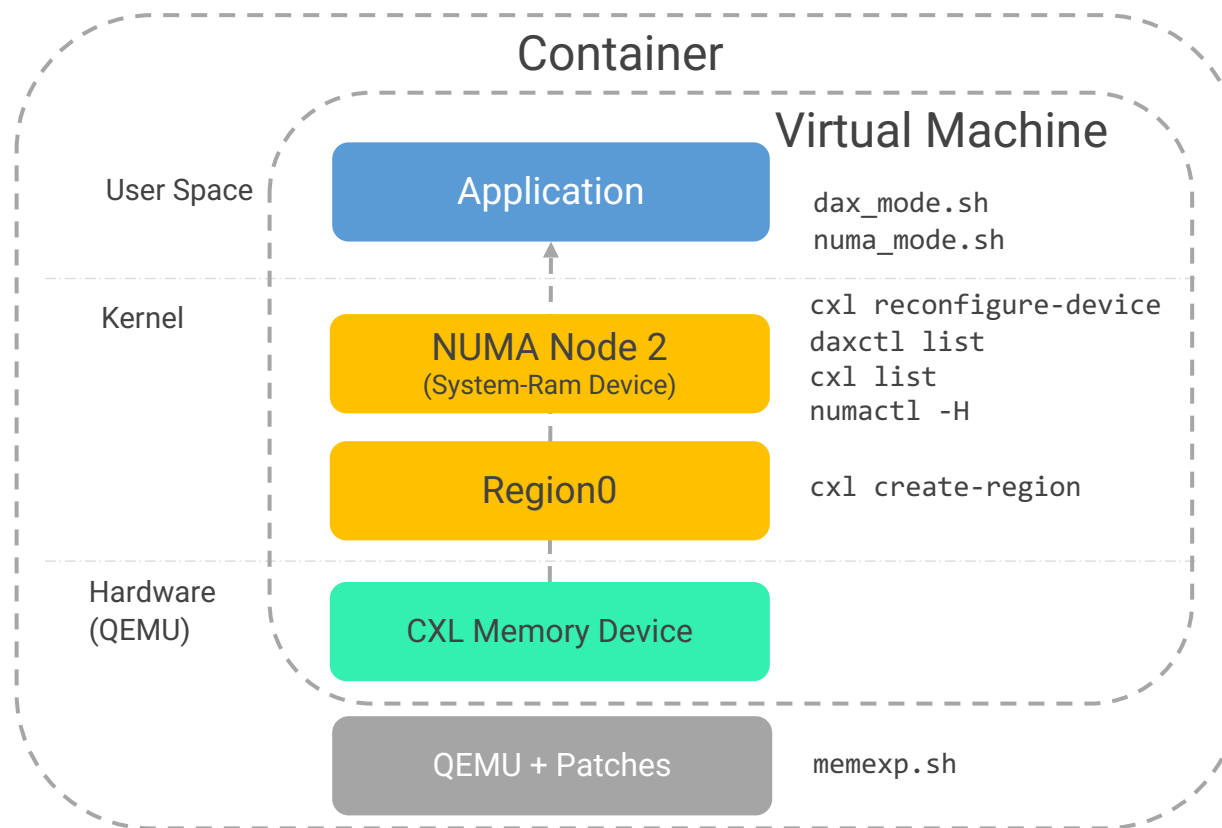 Container
Virtual Machine
User Space
Application
dax_mode.sh
numa_mode.sh
Kernel
NUMA Node 2
(System-Ram Device)
cxl reconfigure-device
daxctl list
cxl list
numactl -H
Region0
cxl create-region
Hardware
(QEMU)
CXL Memory Device
QEMU + Patches
memexp.sh